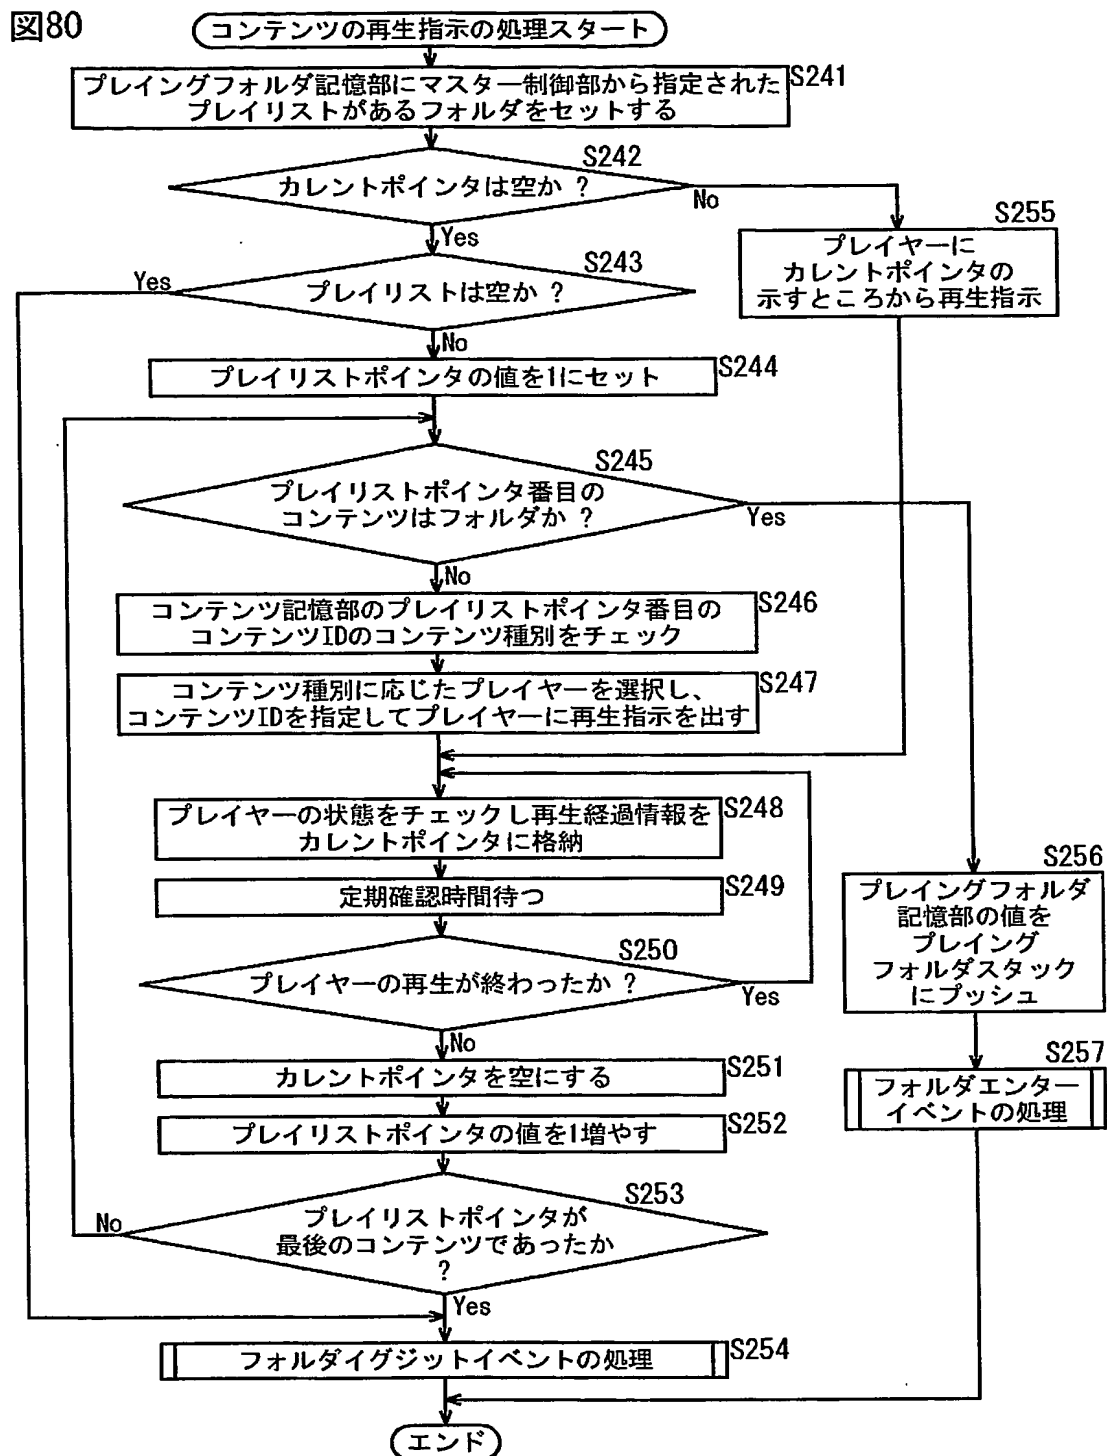 図80
コンテンツの再生指示の処理スタート
プレイングフォルダ記憶部にマスター制御部から指定された
プレイリストがあるフォルダをセットする
S241
カレントポインタは空か ?
S242
No
Yes
S255
プレイヤーに
カレントポインタの
示すところから再生指示
プレイリストは空か ?
S243
Yes
No
プレイリストポインタの値を1にセット
S244
S245
プレイリストポインタ番目の
コンテンツはフォルダか ?
Yes
No
コンテンツ記憶部のプレイリストポインタ番目の
コンテンツIDのコンテンツ種別をチェック
S246
コンテンツ種別に応じたプレイヤーを選択し、
コンテンツIDを指定してプレイヤーに再生指示を出す
S247
プレイヤーの状態をチェックし再生経過情報を
カレントポインタに格納
S248
定期確認時間待つ
S249
S250
プレイヤーの再生が終わったか ?
Yes
No
S256
プレイングフォルダ
記憶部の値を
プレイング
フォルダスタック
にプッシュ
カレントポインタを空にする
S251
S257
フォルダエンター
イベントの処理
プレイリストポインタの値を1増やす
S252
S253
プレイリストポインタが
最後のコンテンツであったか
?
No
Yes
フォルダイグジットイベントの処理
S254
エンド